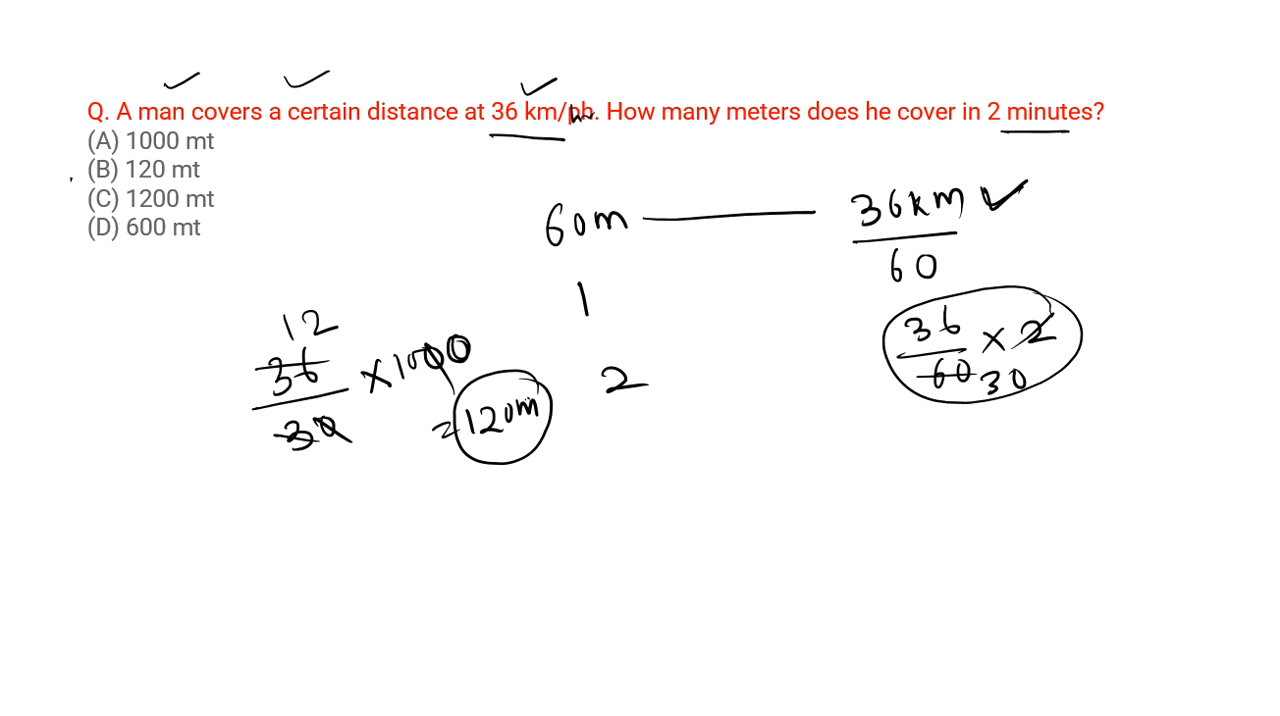 Q. A man covers a certain distance at 36 km/hr. How many meters does he cover in 2 minutes?
(A) 1000 mt
(B) 120 mt
(C) 1200 mt
(D) 600 mt
60m — 36km
60
1
36 × 2
60 30
2
12
36 × 1000
30
= 120m